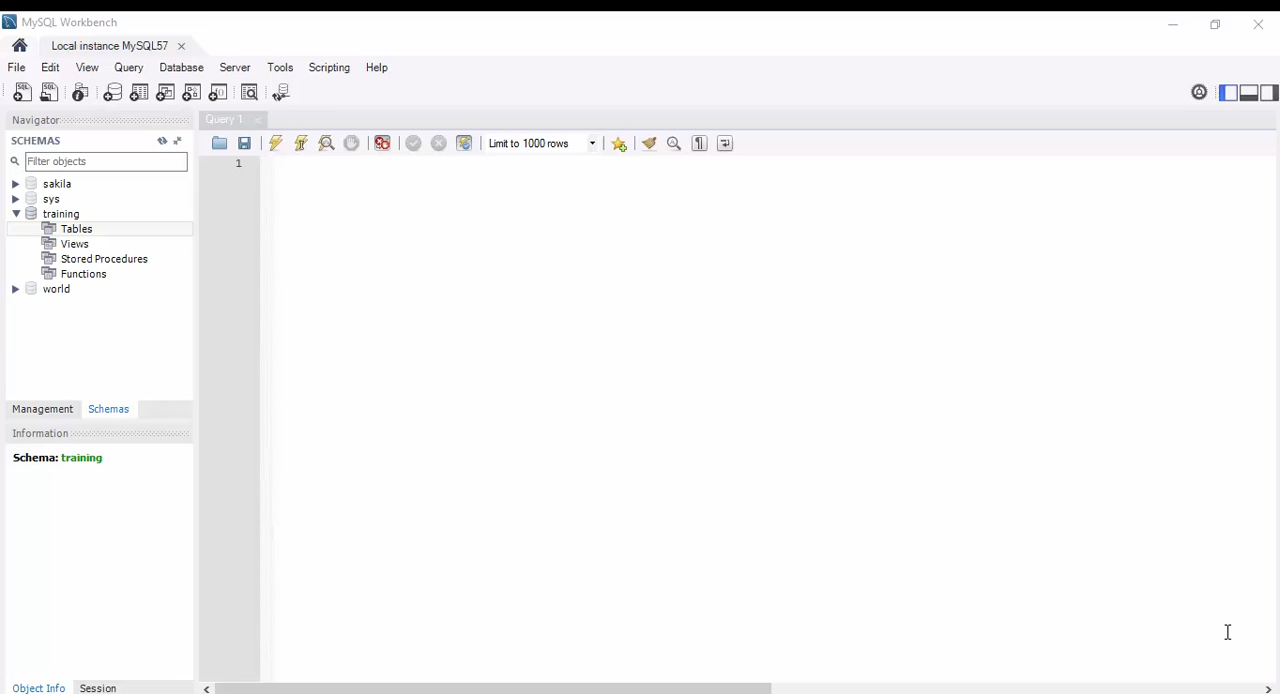 MySQL Workbench
Local instance MySQL57
File Edit View Query Database Server Tools Scripting Help
SQL SQL
Navigator
Query 1
SCHEMAS
Limit to 1000 rows
Filter objects
1
sakila
sys
training
Tables
Views
Stored Procedures
Functions
world
Management Schemas
Information
Schema: training
Object Info Session